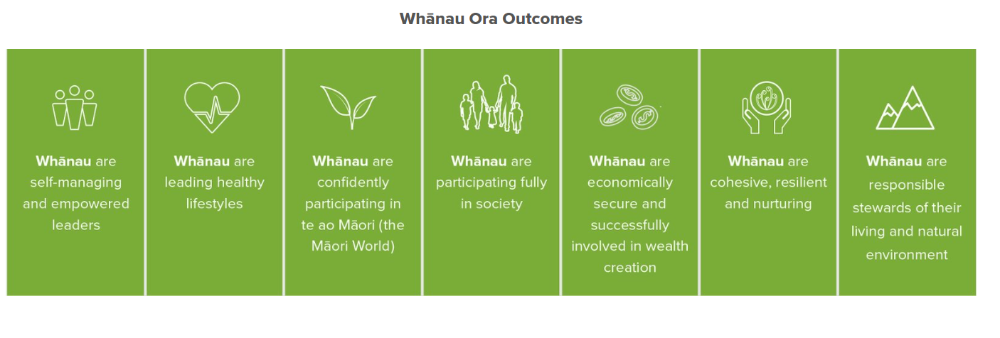 Whānau Ora Outcomes
Whānau are
self-managing
and empowered
leaders
Whānau are
leading healthy
lifestyles
Whānau are
confidently
participating in
te ao Māori (the
Māori World)
Whānau are
participating fully
in society
Whānau are
economically
secure and
successfully
involved in wealth
creation
Whānau are
cohesive, resilient
and nurturing
Whānau are
responsible
stewards of their
living and natural
environment